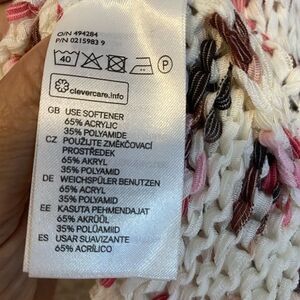 O/N 494284
P/N 0215983 9
40 P
clevercare.info
GB USE SOFTENER
65% ACRYLIC
35% POLYAMIDE
CZ POUŽIJTE ZMĚKČOVACÍ
PROSTŘEDEK
65% AKRYL
35% POLYAMID
DE WEICHSPÜLER BENUTZEN
65% ACRYL
35% POLYAMID
EE KASUTA PEHMENDAJAT
65% AKRÜÜL
35% POLÜAMIID
ES USAR SUAVIZANTE
65% ACRÍLICO